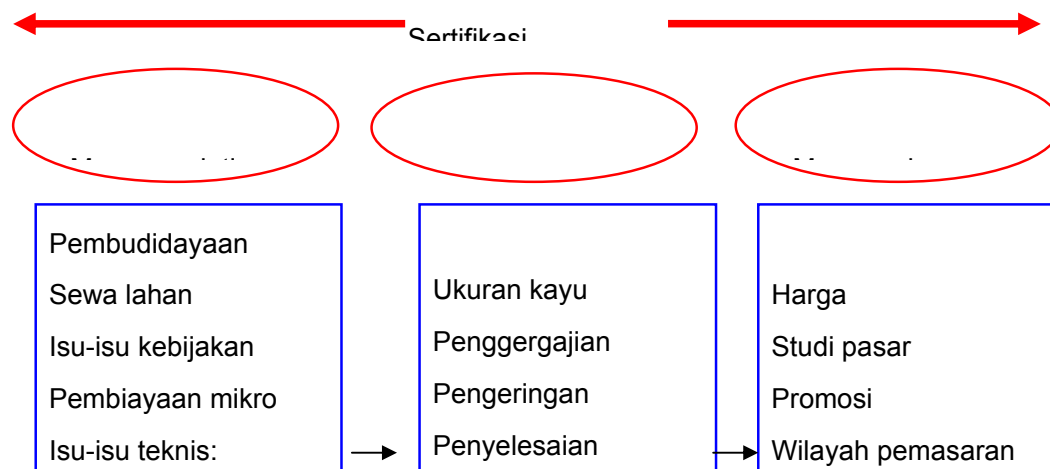 Sertifikasi
Pembudidayaan
Sewa lahan
Isu-isu kebijakan
Pembiayaan mikro
Isu-isu teknis:
Ukuran kayu
Penggergajian
Pengeringan
Penyelesaian
Harga
Studi pasar
Promosi
Wilayah pemasaran